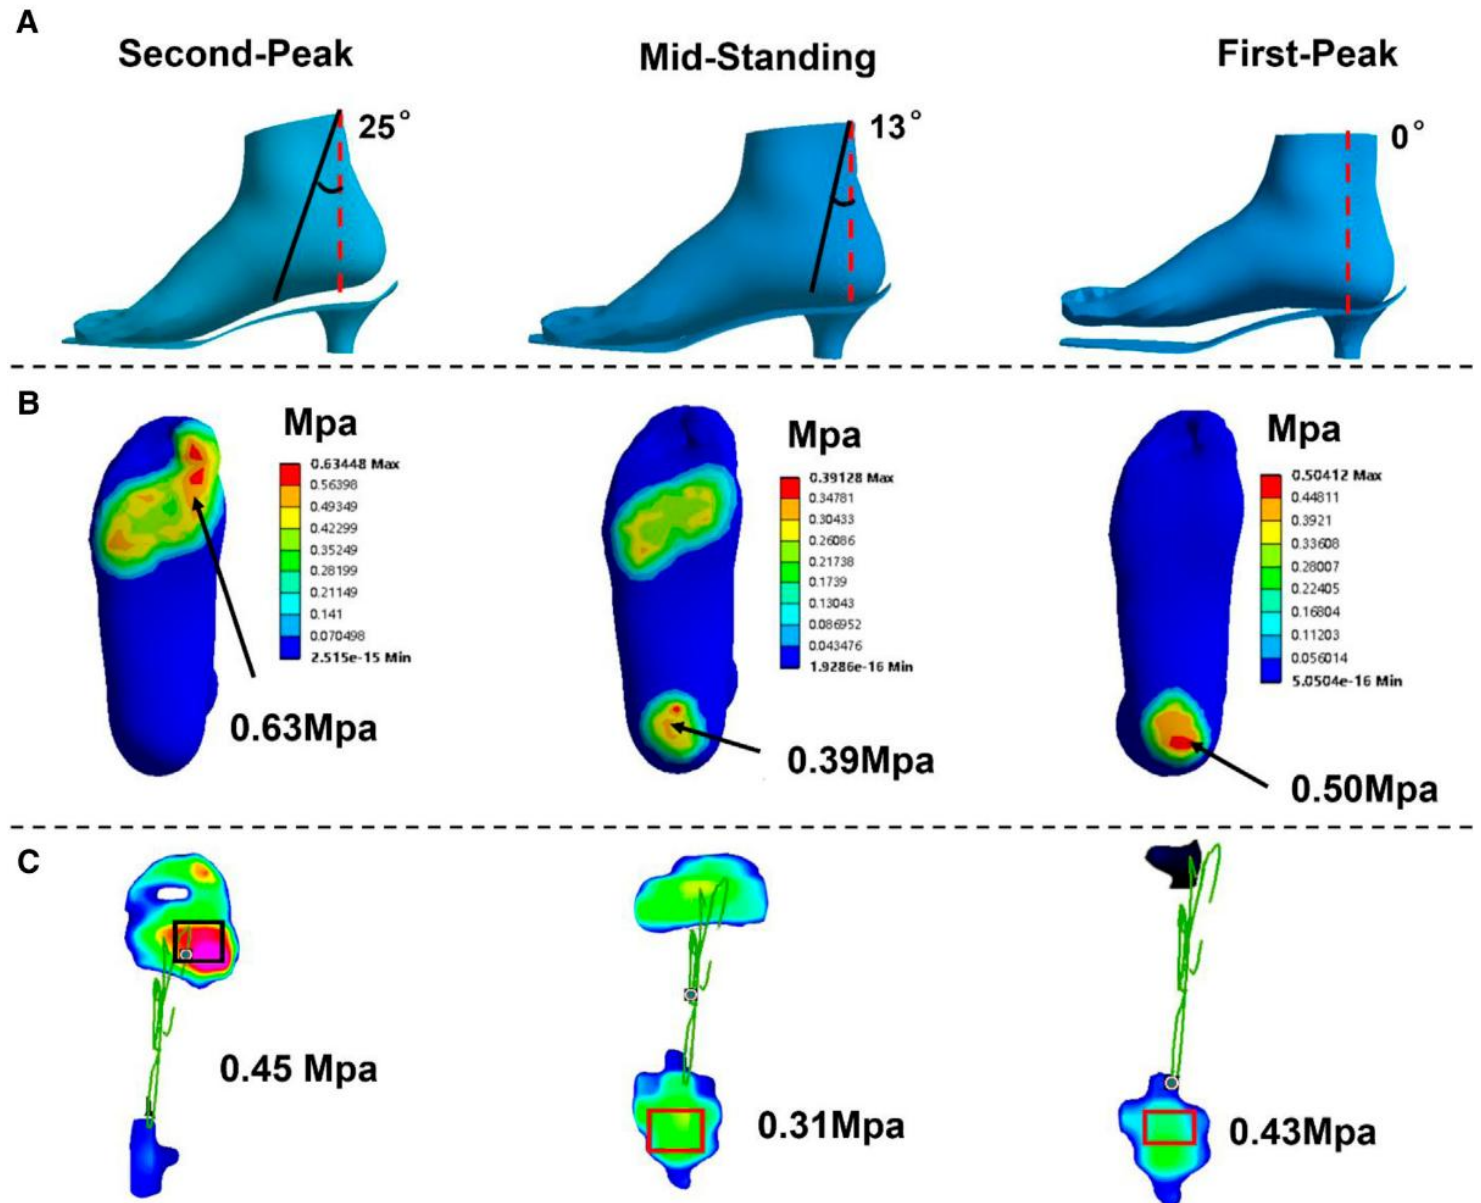 A
Second-Peak
Mid-Standing
First-Peak
25°
13°
0°
B
Mpa
0.63448 Max
0.56398
0.49349
0.42299
0.35249
0.28199
0.21149
0.141
0.070498
2.515e-15 Min
0.63Mpa
Mpa
0.39128 Max
0.34781
0.30433
0.26086
0.21738
0.1739
0.13043
0.086952
0.043476
1.9286e-16 Min
0.39Mpa
Mpa
0.50412 Max
0.44811
0.3921
0.33608
0.28007
0.22405
0.16804
0.11203
0.056014
5.0504e-16 Min
0.50Mpa
C
0.45 Mpa
0.31Mpa
0.43Mpa